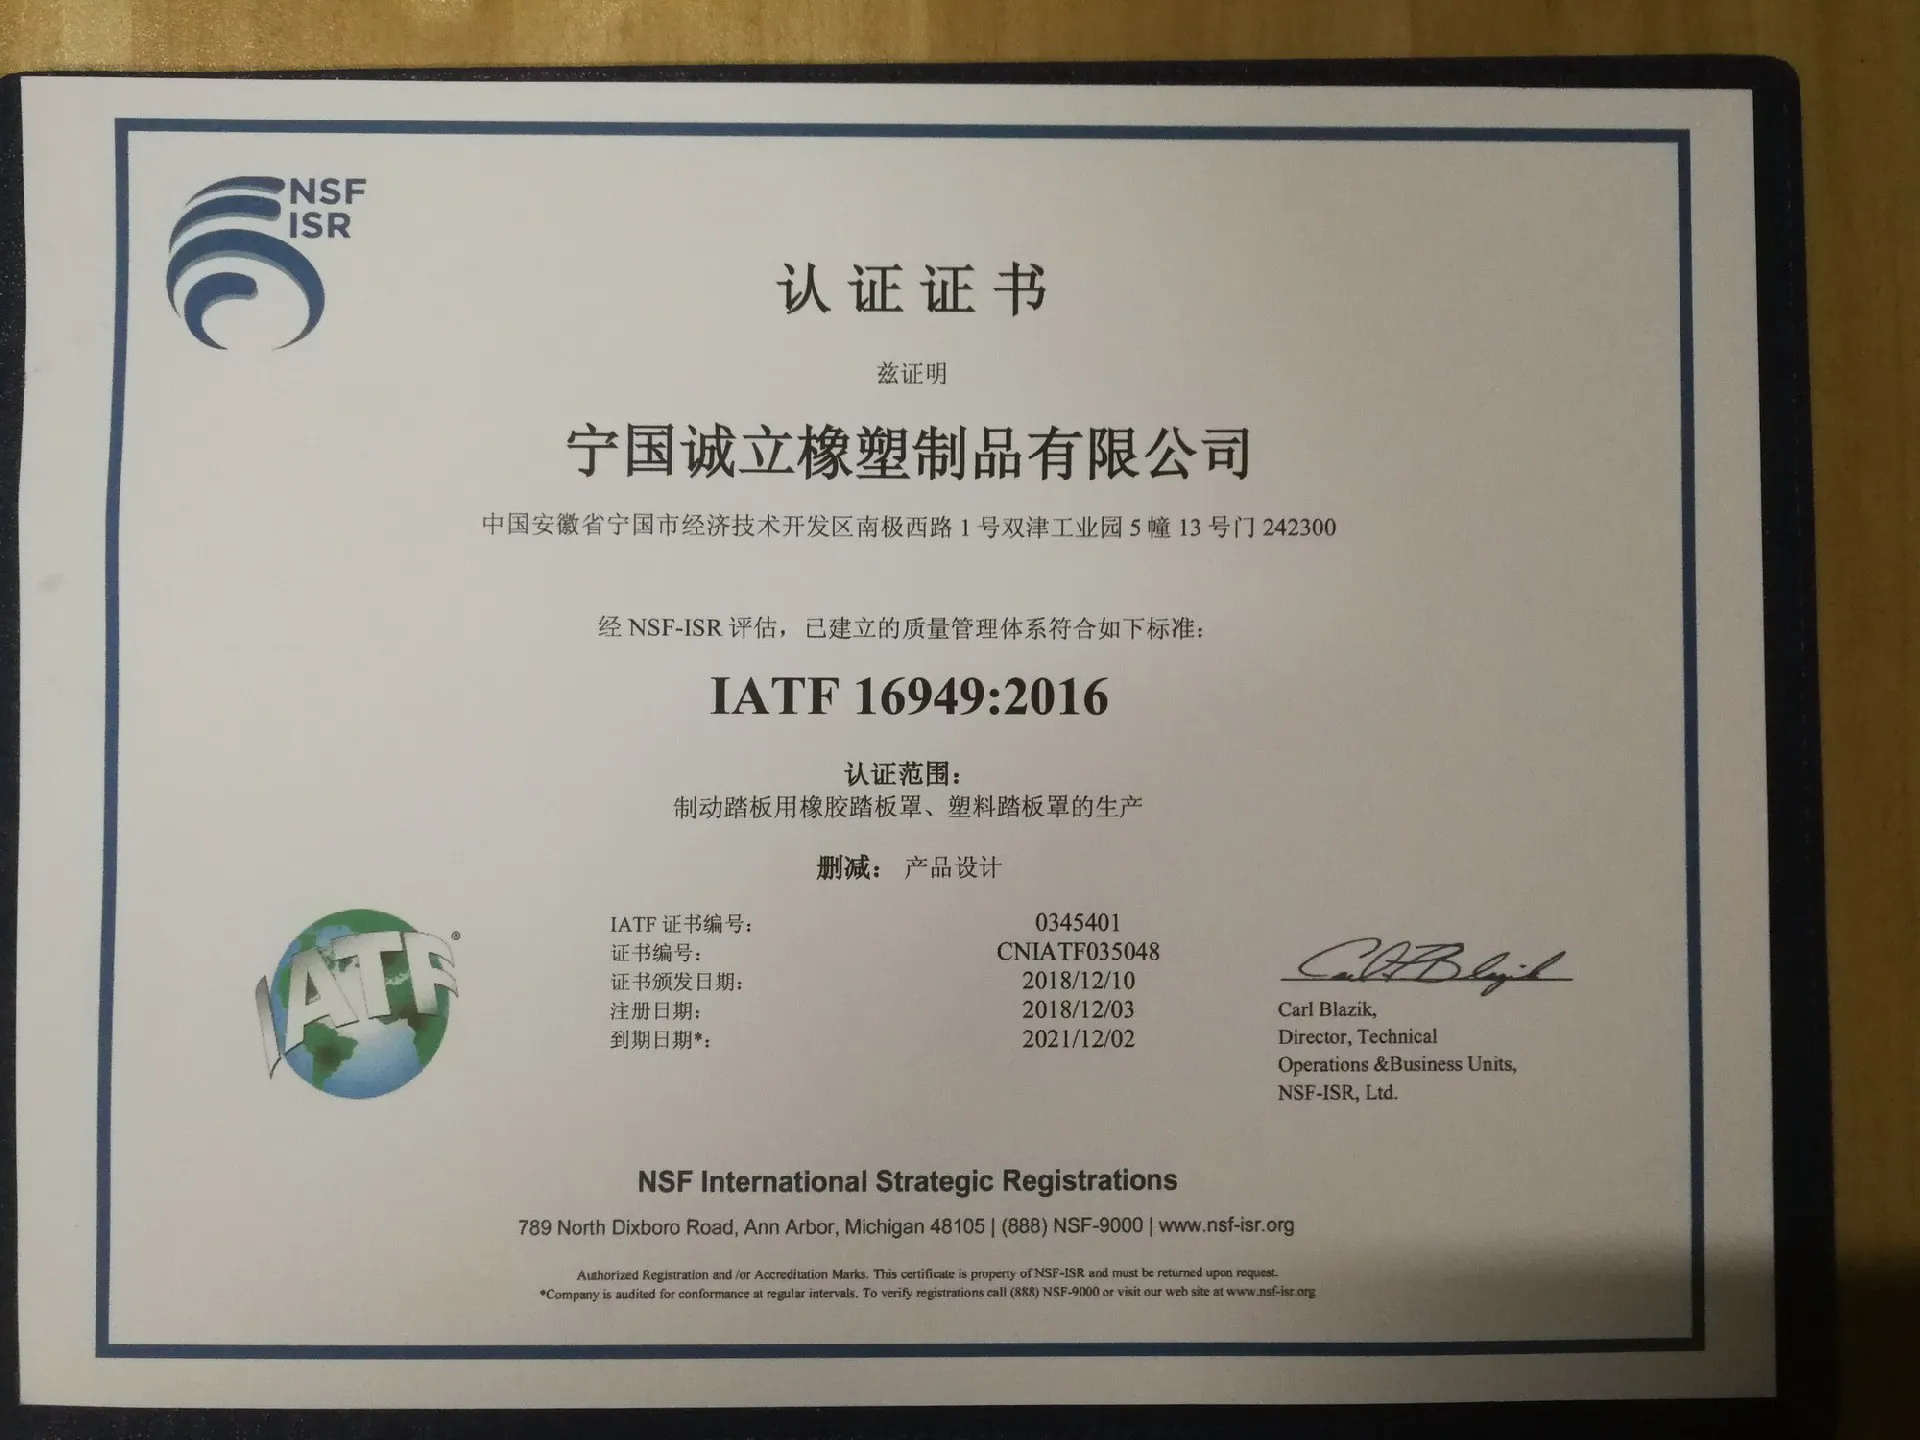 NSF
ISR
认证证书
兹证明
宁国诚立橡塑制品有限公司
中国安徽省宁国市经济技术开发区南极西路 1 号双津工业园 5 幢 13 号门 242300
经 NSF-ISR 评估，已建立的质量管理体系符合如下标准：
IATF 16949:2016
认证范围：
制动踏板用橡胶踏板罩、塑料踏板罩的生产
删减： 产品设计
IATF®
IATF 证书编号： 0345401
证书编号： CNIATF035048
证书颁发日期： 2018/12/10
注册日期： 2018/12/03
到期日期*： 2021/12/02
Carl Blazik,
Director, Technical
Operations &Business Units,
NSF-ISR, Ltd.
NSF International Strategic Registrations
789 North Dixboro Road, Ann Arbor, Michigan 48105 | (888) NSF-9000 | www.nsf-isr.org
Authorized Registration and /or Accreditation Marks. This certificate is property of NSF-ISR and must be returned upon request.
*Company is audited for conformance at regular intervals. To verify registrations call (888) NSF-9000 or visit our web site at www.nsf-isr.org